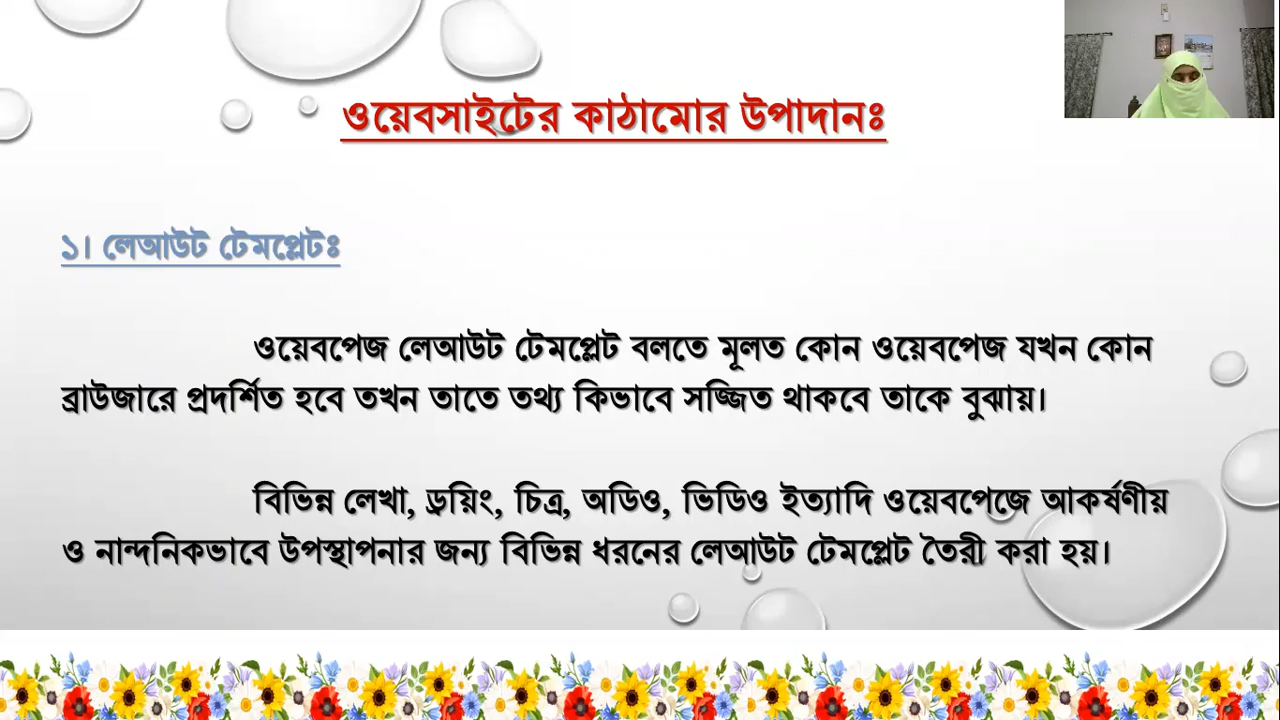 ওয়েবসাইটের কাঠামোর উপাদানঃ
১। লেআউট টেমপ্লেটঃ
ওয়েবপেজ লেআউট টেমপ্লেট বলতে মূলত কোন ওয়েবপেজ যখন কোন
ব্রাউজারে প্রদর্শিত হবে তখন তাতে তথ্য কিভাবে সজ্জিত থাকবে তাকে বুঝায়।
বিভিন্ন লেখা, ড্রয়িং, চিত্র, অডিও, ভিডিও ইত্যাদি ওয়েবপেজে আকর্ষণীয়
ও নান্দনিকভাবে উপস্থাপনার জন্য বিভিন্ন ধরনের লেআউট টেমপ্লেট তৈরী করা হয়।